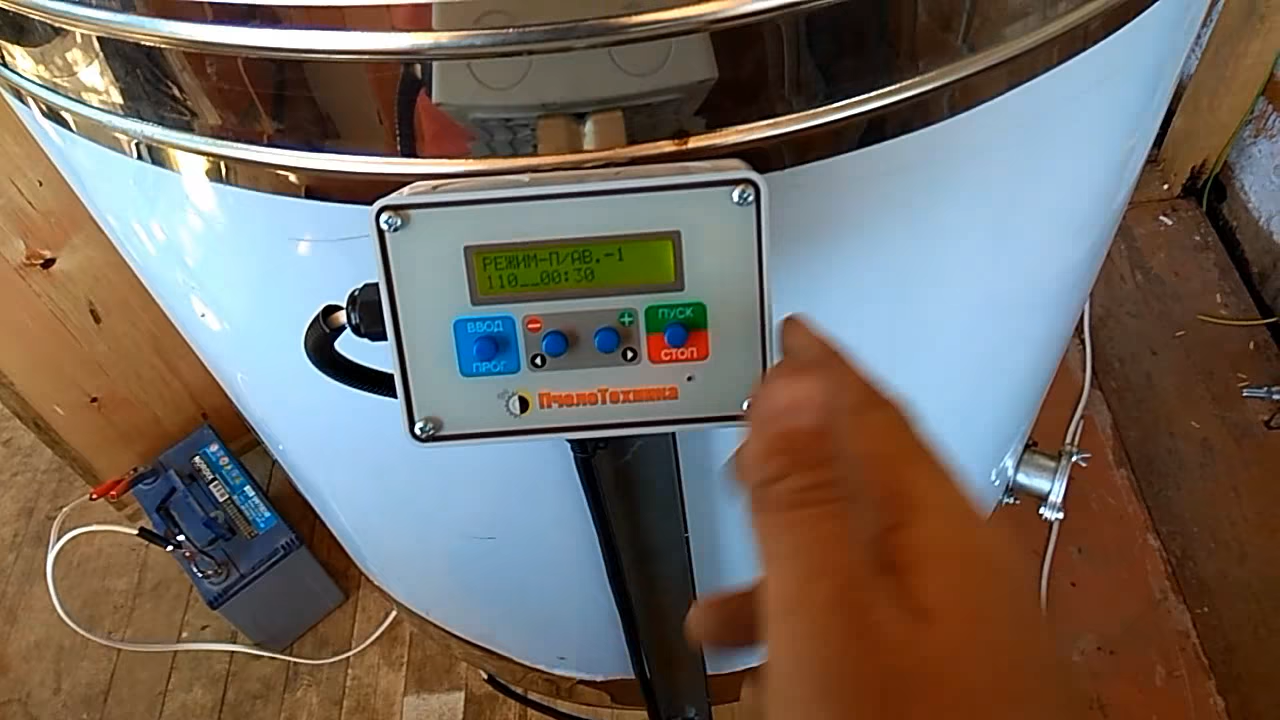 РЕЖИМ-П/АВ.-1
110__00:30
ВВОД
ПРОГ
ПУСК
СТОП
ПчелоТехника